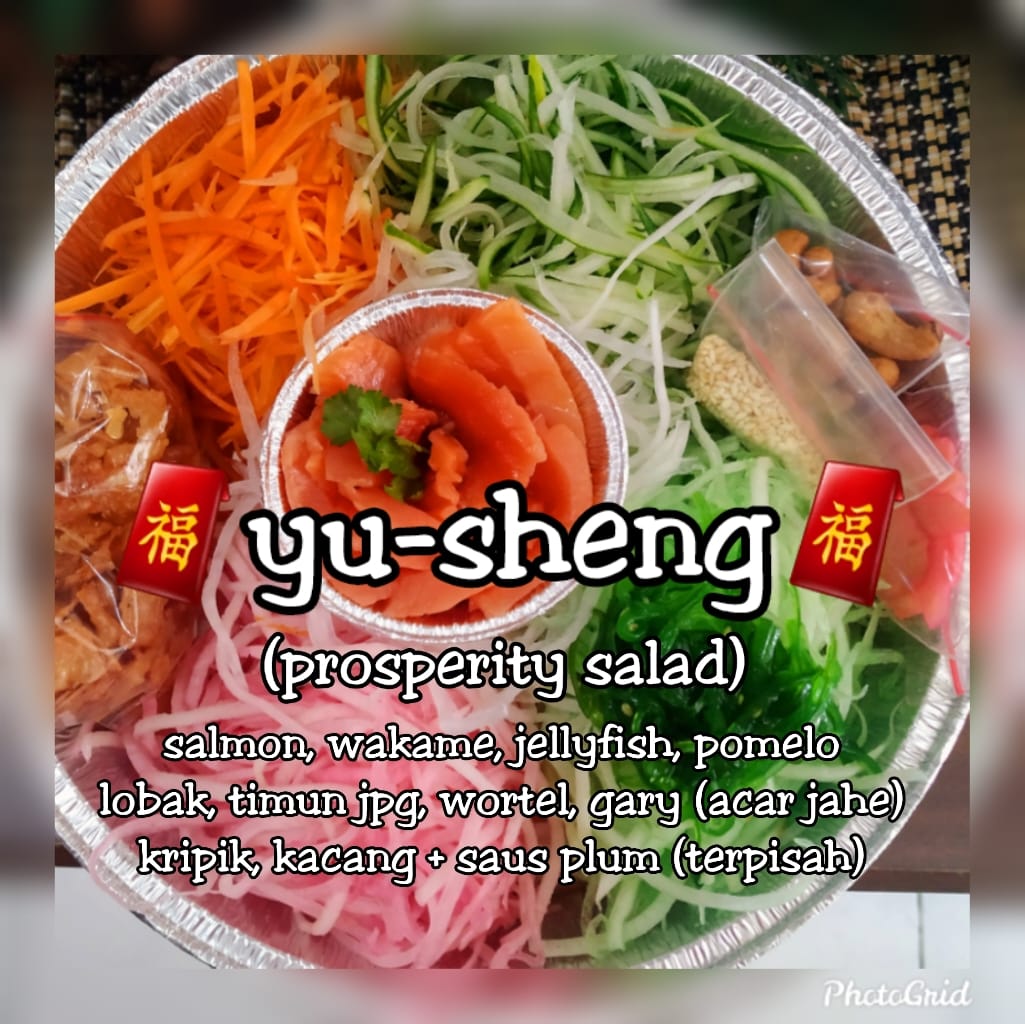 福 yu-sheng 福
(prosperity salad)
salmon, wakame, jellyfish, pomelo
lobak, timun jpg, wortel, gary (acar jahe)
kripik, kacang + saus plum (terpisah)
PhotoGrid